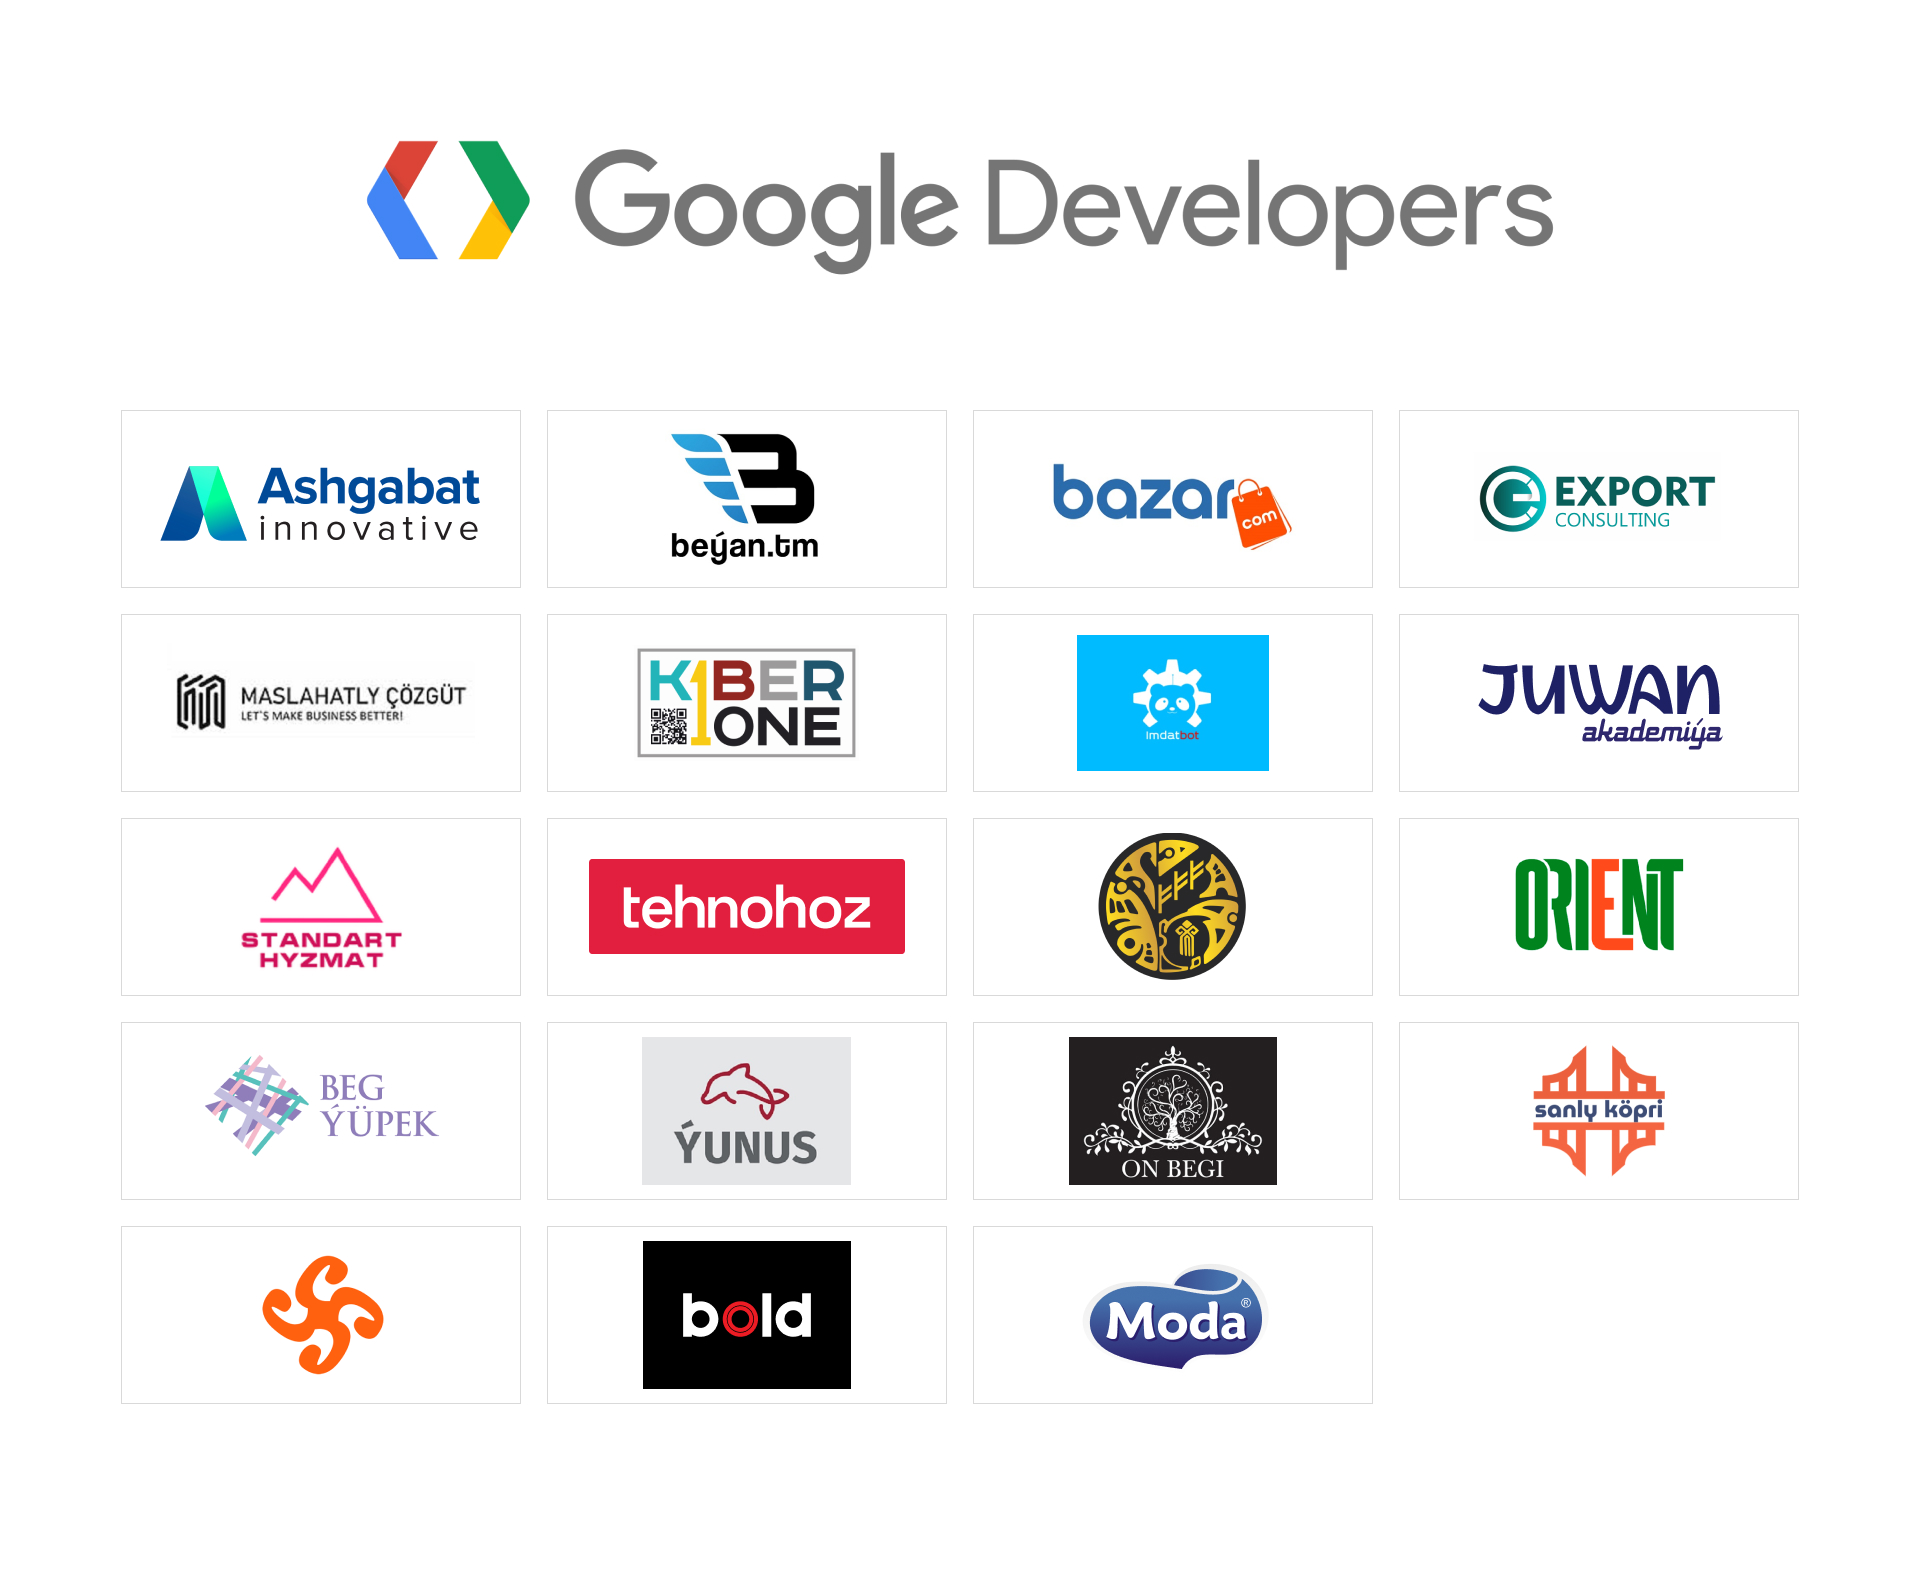 Google Developers
Ashgabat
innovative
beýan.tm
bazar
com
EXPORT
CONSULTING
MASLAHATLY ÇÖZGÜT
LET'S MAKE BUSINESS BETTER!
K1BER
ONE
Imdatbot
JUWAN
akademiýa
STANDART
HYZMAT
tehnohoz
ORIENT
BEG
ÝÜPEK
ÝUNUS
ON BEGI
sanly köpri
bold
Moda®